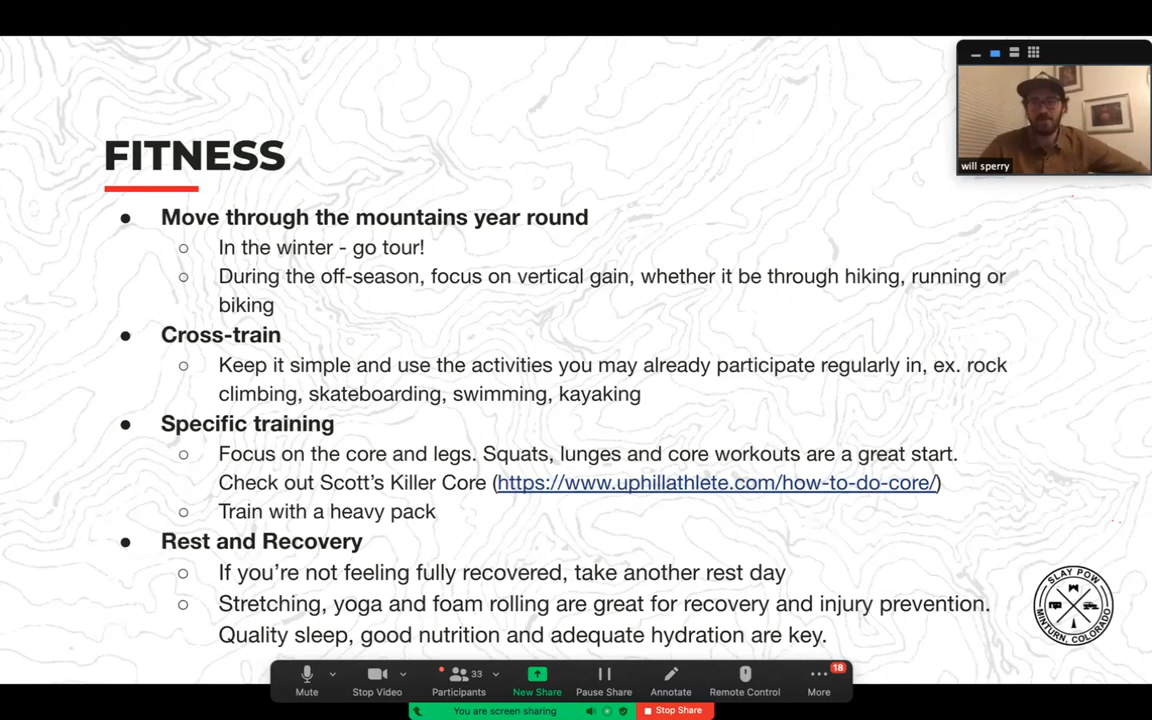 will sperry
FITNESS
● Move through the mountains year round
○ In the winter - go tour!
○ During the off-season, focus on vertical gain, whether it be through hiking, running or
biking
● Cross-train
○ Keep it simple and use the activities you may already participate regularly in, ex. rock
climbing, skateboarding, swimming, kayaking
● Specific training
○ Focus on the core and legs. Squats, lunges and core workouts are a great start.
Check out Scott’s Killer Core (https://www.uphillathlete.com/how-to-do-core/)
○ Train with a heavy pack
● Rest and Recovery
○ If you’re not feeling fully recovered, take another rest day
○ Stretching, yoga and foam rolling are great for recovery and injury prevention.
Quality sleep, good nutrition and adequate hydration are key.
SLAY POW
MINTURN, COLORADO
33
18
Mute Stop Video Participants New Share Pause Share Annotate Remote Control More
You are screen sharing Stop Share